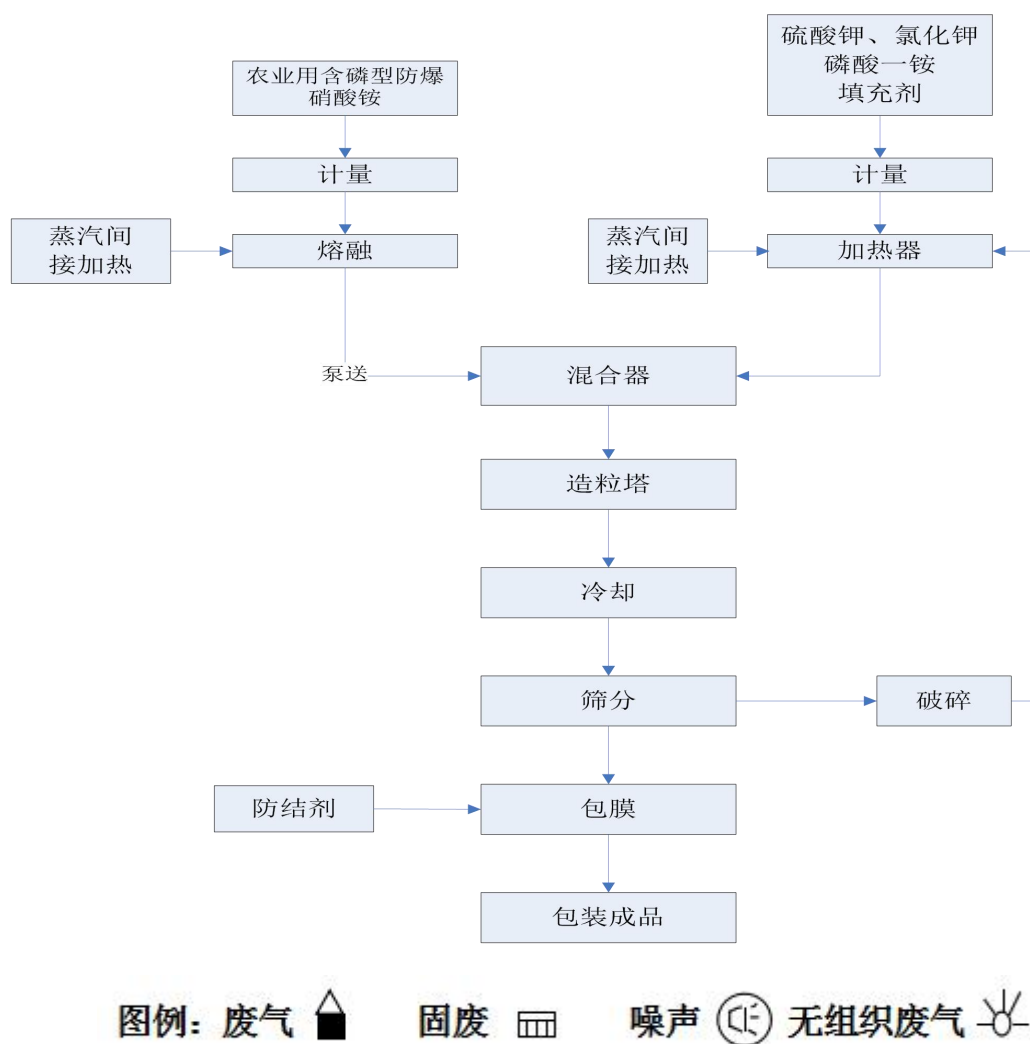 农业用含磷型防爆
硝酸铵
硫酸钾、氯化钾
磷酸一铵
填充剂
计量
计量
蒸汽间
接加热
熔融
蒸汽间
接加热
加热器
泵送
混合器
造粒塔
冷却
筛分
破碎
防结剂
包膜
包装成品
图例：废气 固废 噪声 无组织废气